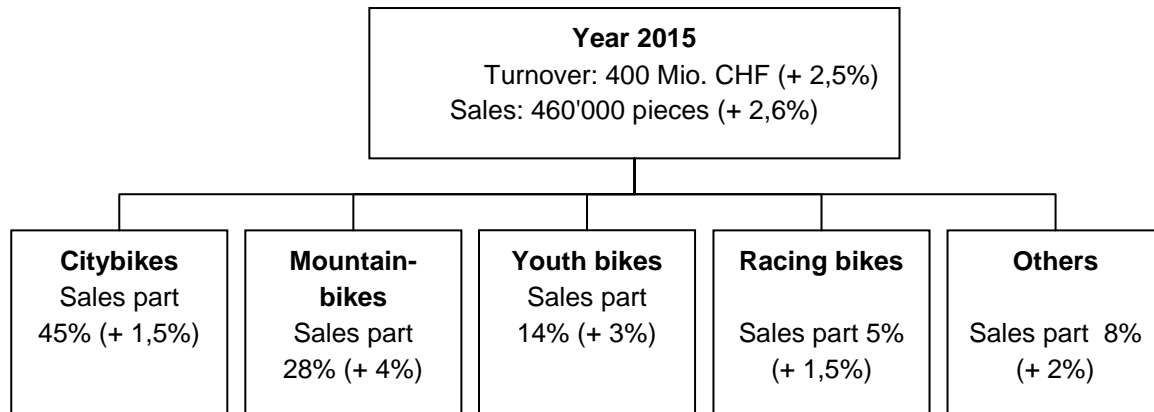 Year 2015
Turnover: 400 Mio. CHF (+ 2,5%)
Sales: 460'000 pieces (+ 2,6%)
Citybikes
Sales part
45% (+ 1,5%)
Mountain-
bikes
Sales part
28% (+ 4%)
Youth bikes
Sales part
14% (+ 3%)
Racing bikes
Sales part 5%
(+ 1,5%)
Others
Sales part 8%
(+ 2%)